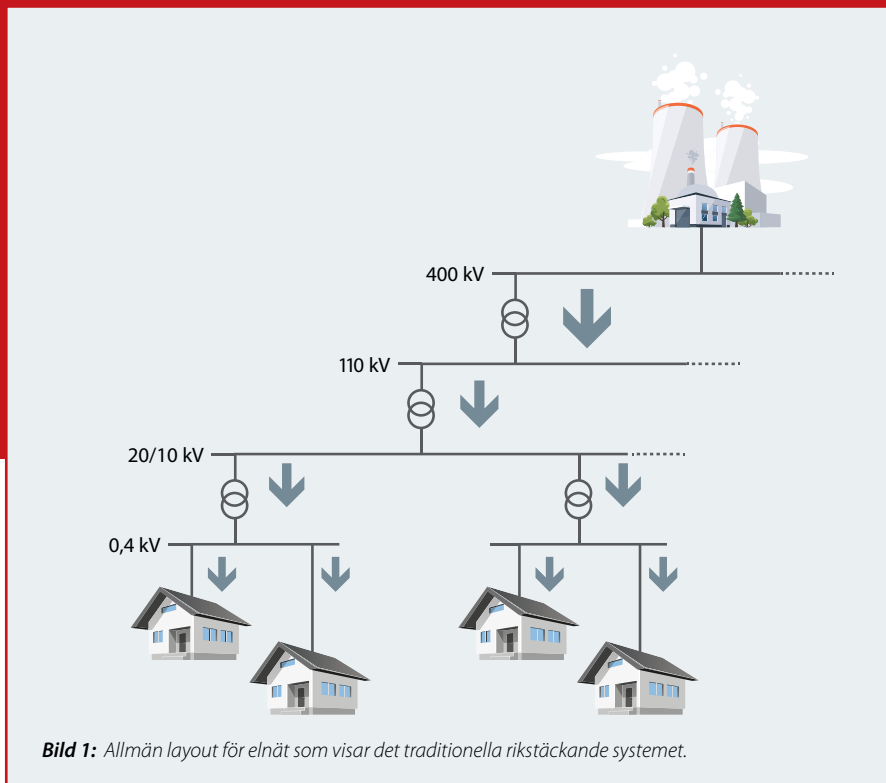 400 kV
110 kV
20/10 kV
0,4 kV
Bild 1: Allmän layout för elnät som visar det traditionella rikstäckande systemet.